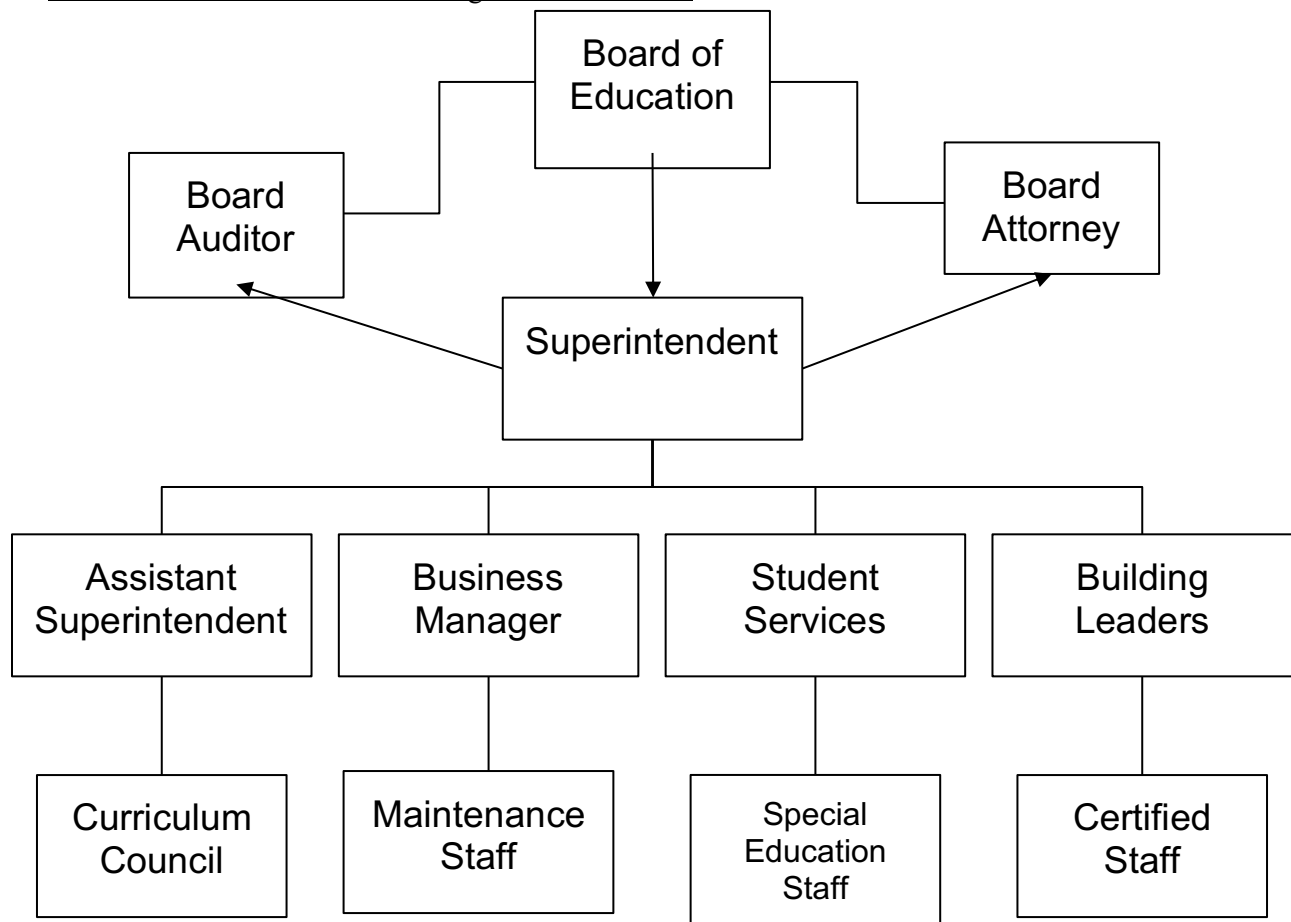 Board of
Education
Board
Auditor
Board
Attorney
Superintendent
Assistant
Superintendent
Business
Manager
Student
Services
Building
Leaders
Curriculum
Council
Maintenance
Staff
Special
Education
Staff
Certified
Staff